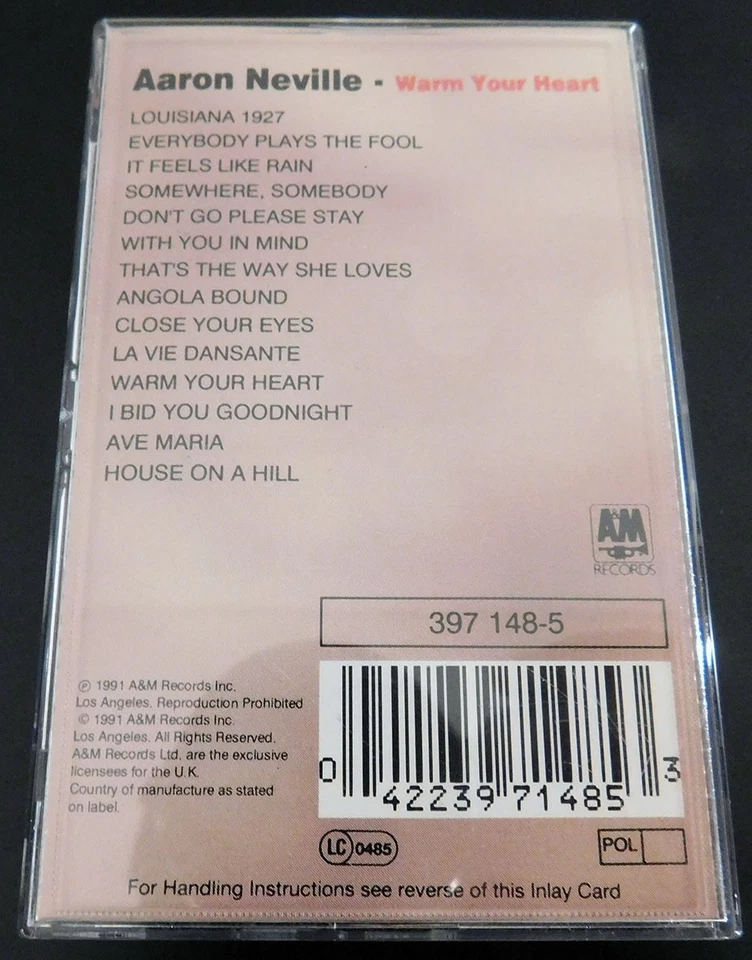 Aaron Neville - Warm Your Heart
LOUISIANA 1927
EVERYBODY PLAYS THE FOOL
IT FEELS LIKE RAIN
SOMEWHERE, SOMEBODY
DON'T GO PLEASE STAY
WITH YOU IN MIND
THAT'S THE WAY SHE LOVES
ANGOLA BOUND
CLOSE YOUR EYES
LA VIE DANSANTE
WARM YOUR HEART
I BID YOU GOODNIGHT
AVE MARIA
HOUSE ON A HILL
A&M
RECORDS
397 148-5
℗ 1991 A&M Records Inc.
Los Angeles. Reproduction Prohibited
© 1991 A&M Records Inc.
Los Angeles. All Rights Reserved.
A&M Records Ltd. are the exclusive
licensees for the U.K.
Country of manufacture as stated
on label.
0 42239 71485 3
LC 0485
POL
For Handling Instructions see reverse of this Inlay Card